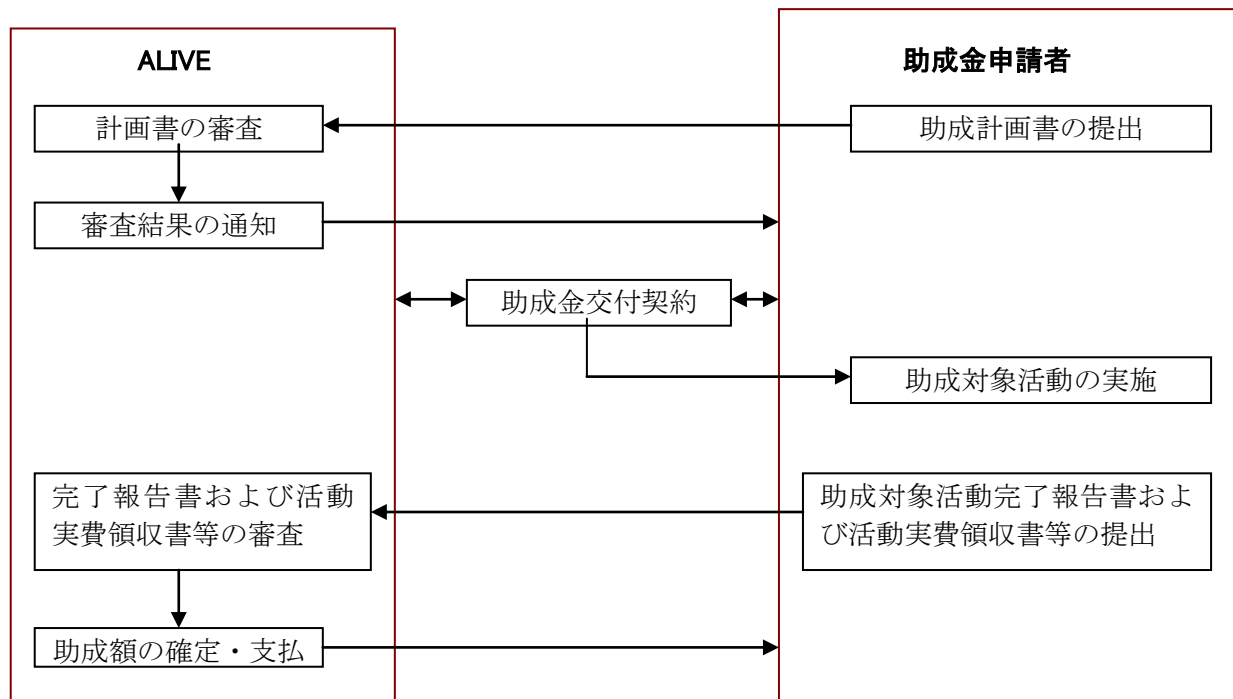 ALIVE
助成金申請者
計画書の審査
助成計画書の提出
審査結果の通知
助成金交付契約
助成対象活動の実施
完了報告書および活動
実費領収書等の審査
助成対象活動完了報告書およ
び活動実費領収書等の提出
助成額の確定・支払